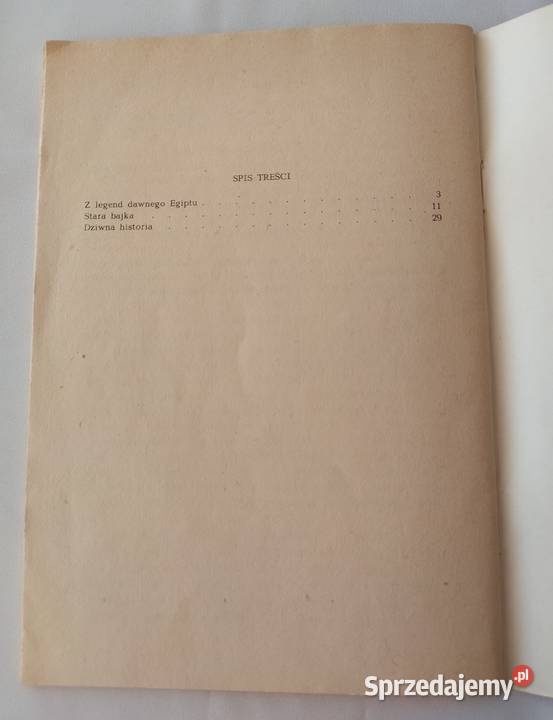 SPIS TREŚCI
Z legend dawnego Egiptu . . . . . . . . . . . 3
Stara bajka . . . . . . . . . . . . . . 11
Dziwna historia . . . . . . . . . . . . . 29
Sprzedajemy.pl